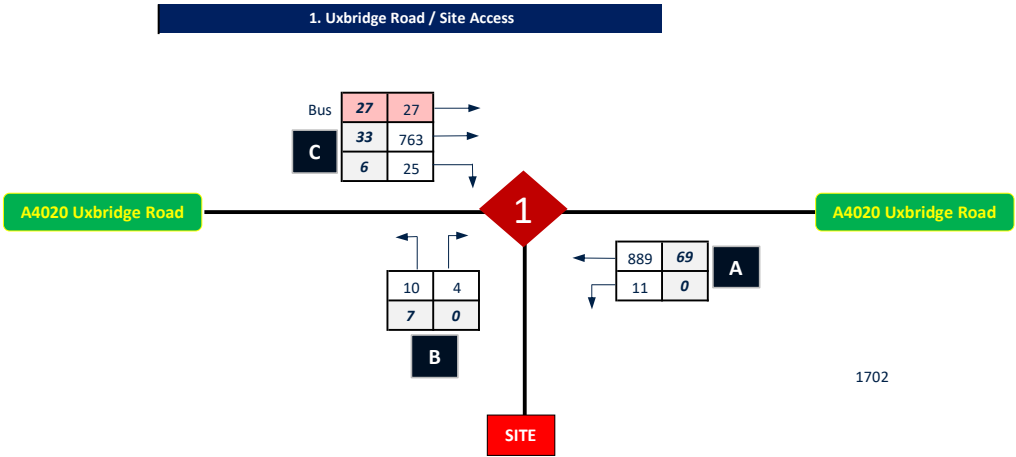 1. Uxbridge Road / Site Access
Bus 27 27
C 33 763
6 25
A4020 Uxbridge Road
1
A4020 Uxbridge Road
889 69
11 0
A
10 4
7 0
B
1702
SITE